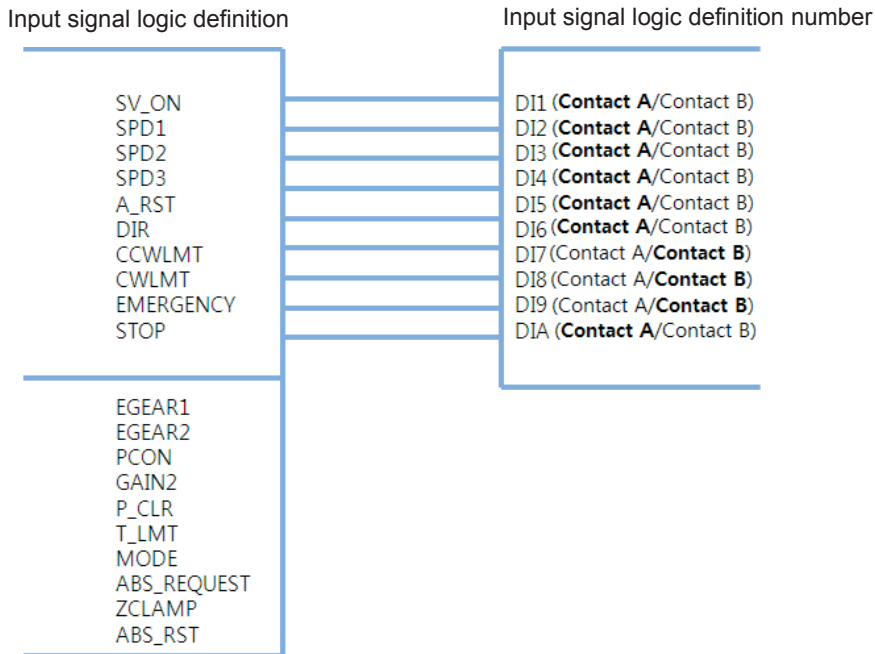 Input signal logic definition
Input signal logic definition number
SV_ON
SPD1
SPD2
SPD3
A_RST
DIR
CCWLMT
CWLMT
EMERGENCY
STOP
DI1 (Contact A/Contact B)
DI2 (Contact A/Contact B)
DI3 (Contact A/Contact B)
DI4 (Contact A/Contact B)
DI5 (Contact A/Contact B)
DI6 (Contact A/Contact B)
DI7 (Contact A/Contact B)
DI8 (Contact A/Contact B)
DI9 (Contact A/Contact B)
DIA (Contact A/Contact B)
EGEAR1
EGEAR2
PCON
GAIN2
P_CLR
T_LMT
MODE
ABS_REQUEST
ZCLAMP
ABS_RST